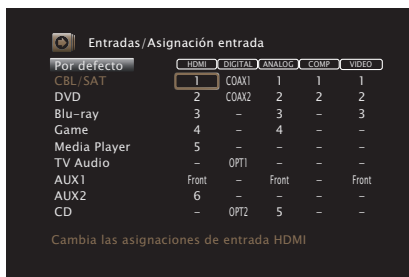 Entradas/Asignación entrada
Por defecto HDMI DIGITAL ANALOG COMP VIDEO
CBL/SAT 1 COAX1 1 1 1
DVD 2 COAX2 2 2 2
Blu-ray 3 – 3 – 3
Game 4 – 4 – –
Media Player 5 – – – –
TV Audio – OPT1 – – –
AUX1 Front – Front – Front
AUX2 6 – – – –
CD – OPT2 5 – –
Cambia las asignaciones de entrada HDMI